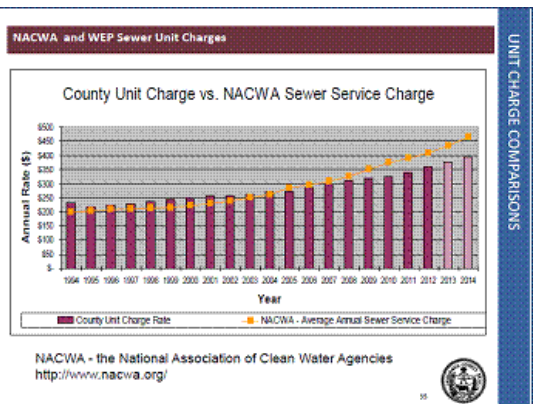 NACWA and WEP Sewer Unit Charges
UNIT CHARGE COMPARISONS
County Unit Charge vs. NACWA Sewer Service Charge
Annual Rate ($)
$500
$450
$400
$350
$300
$250
$200
$150
$100
$50
$-
1994 1995 1996 1997 1998 1999 2000 2001 2002 2003 2004 2005 2006 2007 2008 2009 2010 2011 2012 2013 2014
Year
County Unit Charge Rate
NACWA - Average Annual Sewer Service Charge
NACWA - the National Association of Clean Water Agencies
http://www.nacwa.org/